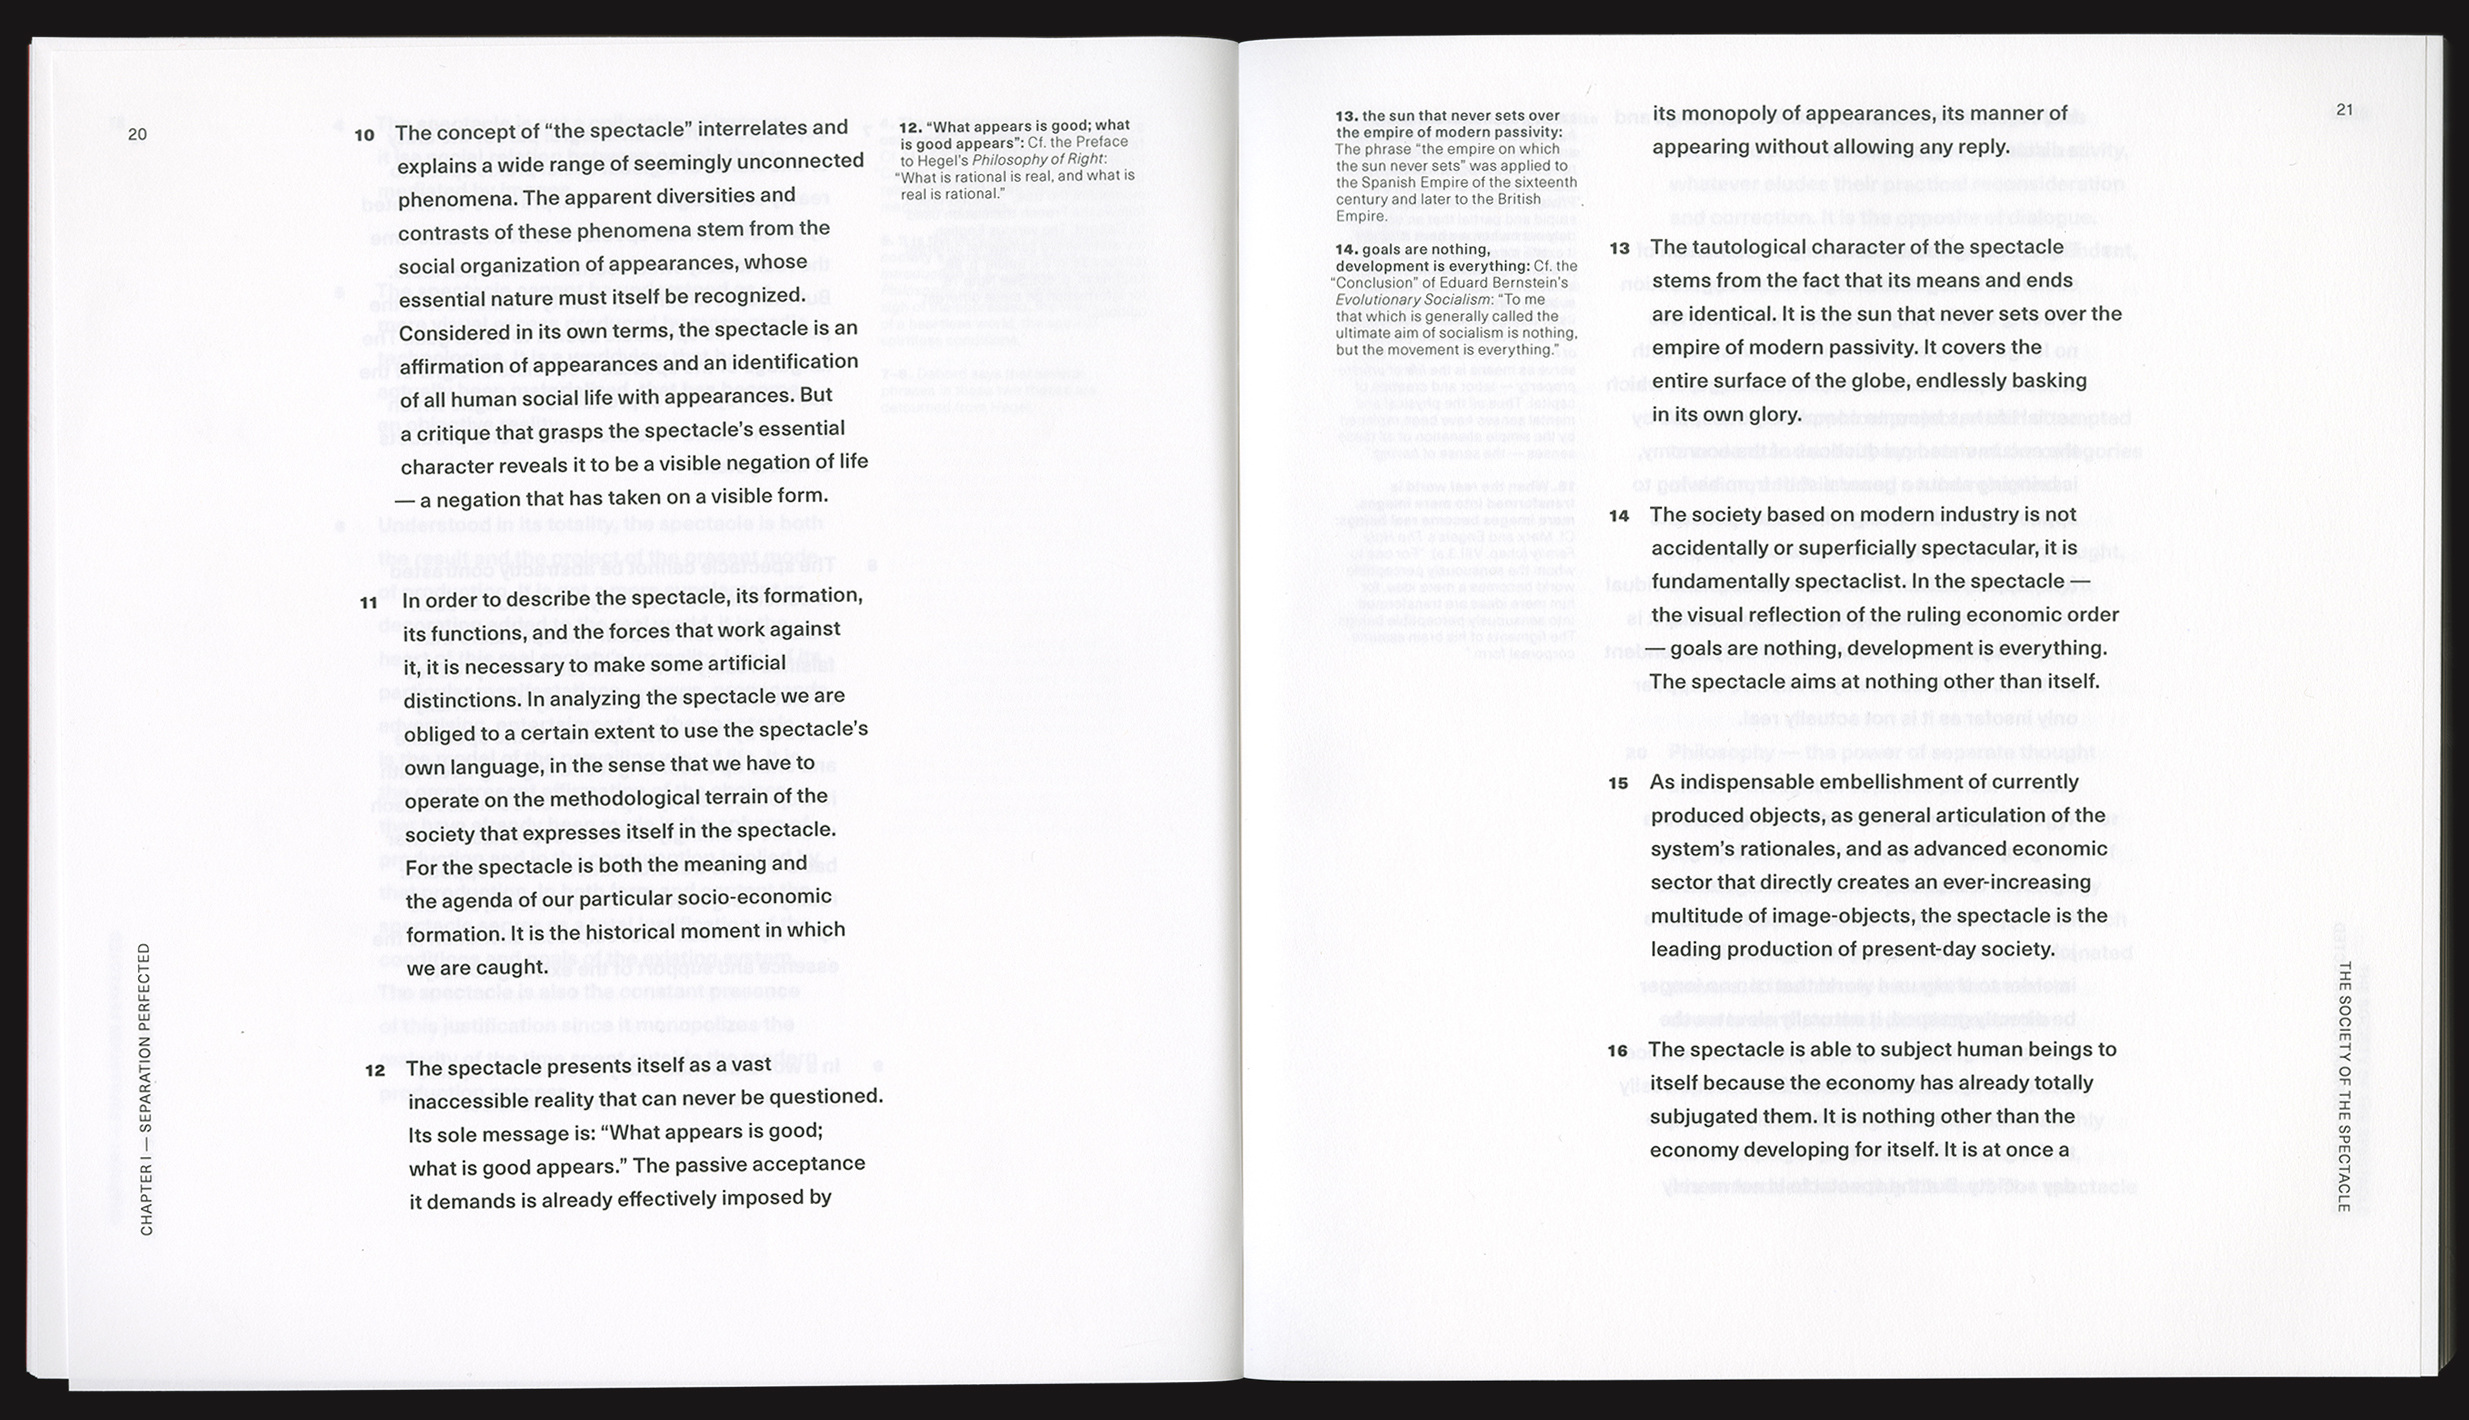 20
10 The concept of “the spectacle” interrelates and
explains a wide range of seemingly unconnected
phenomena. The apparent diversities and
contrasts of these phenomena stem from the
social organization of appearances, whose
essential nature must itself be recognized.
Considered in its own terms, the spectacle is an
affirmation of appearances and an identification
of all human social life with appearances. But
a critique that grasps the spectacle’s essential
character reveals it to be a visible negation of life
— a negation that has taken on a visible form.
11 In order to describe the spectacle, its formation,
its functions, and the forces that work against
it, it is necessary to make some artificial
distinctions. In analyzing the spectacle we are
obliged to a certain extent to use the spectacle’s
own language, in the sense that we have to
operate on the methodological terrain of the
society that expresses itself in the spectacle.
For the spectacle is both the meaning and
the agenda of our particular socio-economic
formation. It is the historical moment in which
we are caught.
12 The spectacle presents itself as a vast
inaccessible reality that can never be questioned.
Its sole message is: “What appears is good;
what is good appears.” The passive acceptance
it demands is already effectively imposed by
12. “What appears is good; what
is good appears”: Cf. the Preface
to Hegel’s Philosophy of Right:
“What is rational is real, and what is
real is rational.”
CHAPTER I — SEPARATION PERFECTED
13. the sun that never sets over
the empire of modern passivity:
The phrase “the empire on which
the sun never sets” was applied to
the Spanish Empire of the sixteenth
century and later to the British
Empire.
14. goals are nothing,
development is everything: Cf. the
“Conclusion” of Eduard Bernstein’s
Evolutionary Socialism: “To me
that which is generally called the
ultimate aim of socialism is nothing,
but the movement is everything.”
its monopoly of appearances, its manner of
appearing without allowing any reply.
13 The tautological character of the spectacle
stems from the fact that its means and ends
are identical. It is the sun that never sets over the
empire of modern passivity. It covers the
entire surface of the globe, endlessly basking
in its own glory.
14 The society based on modern industry is not
accidentally or superficially spectacular, it is
fundamentally spectaclist. In the spectacle —
the visual reflection of the ruling economic order
— goals are nothing, development is everything.
The spectacle aims at nothing other than itself.
15 As indispensable embellishment of currently
produced objects, as general articulation of the
system’s rationales, and as advanced economic
sector that directly creates an ever-increasing
multitude of image-objects, the spectacle is the
leading production of present-day society.
16 The spectacle is able to subject human beings to
itself because the economy has already totally
subjugated them. It is nothing other than the
economy developing for itself. It is at once a
21
THE SOCIETY OF THE SPECTACLE